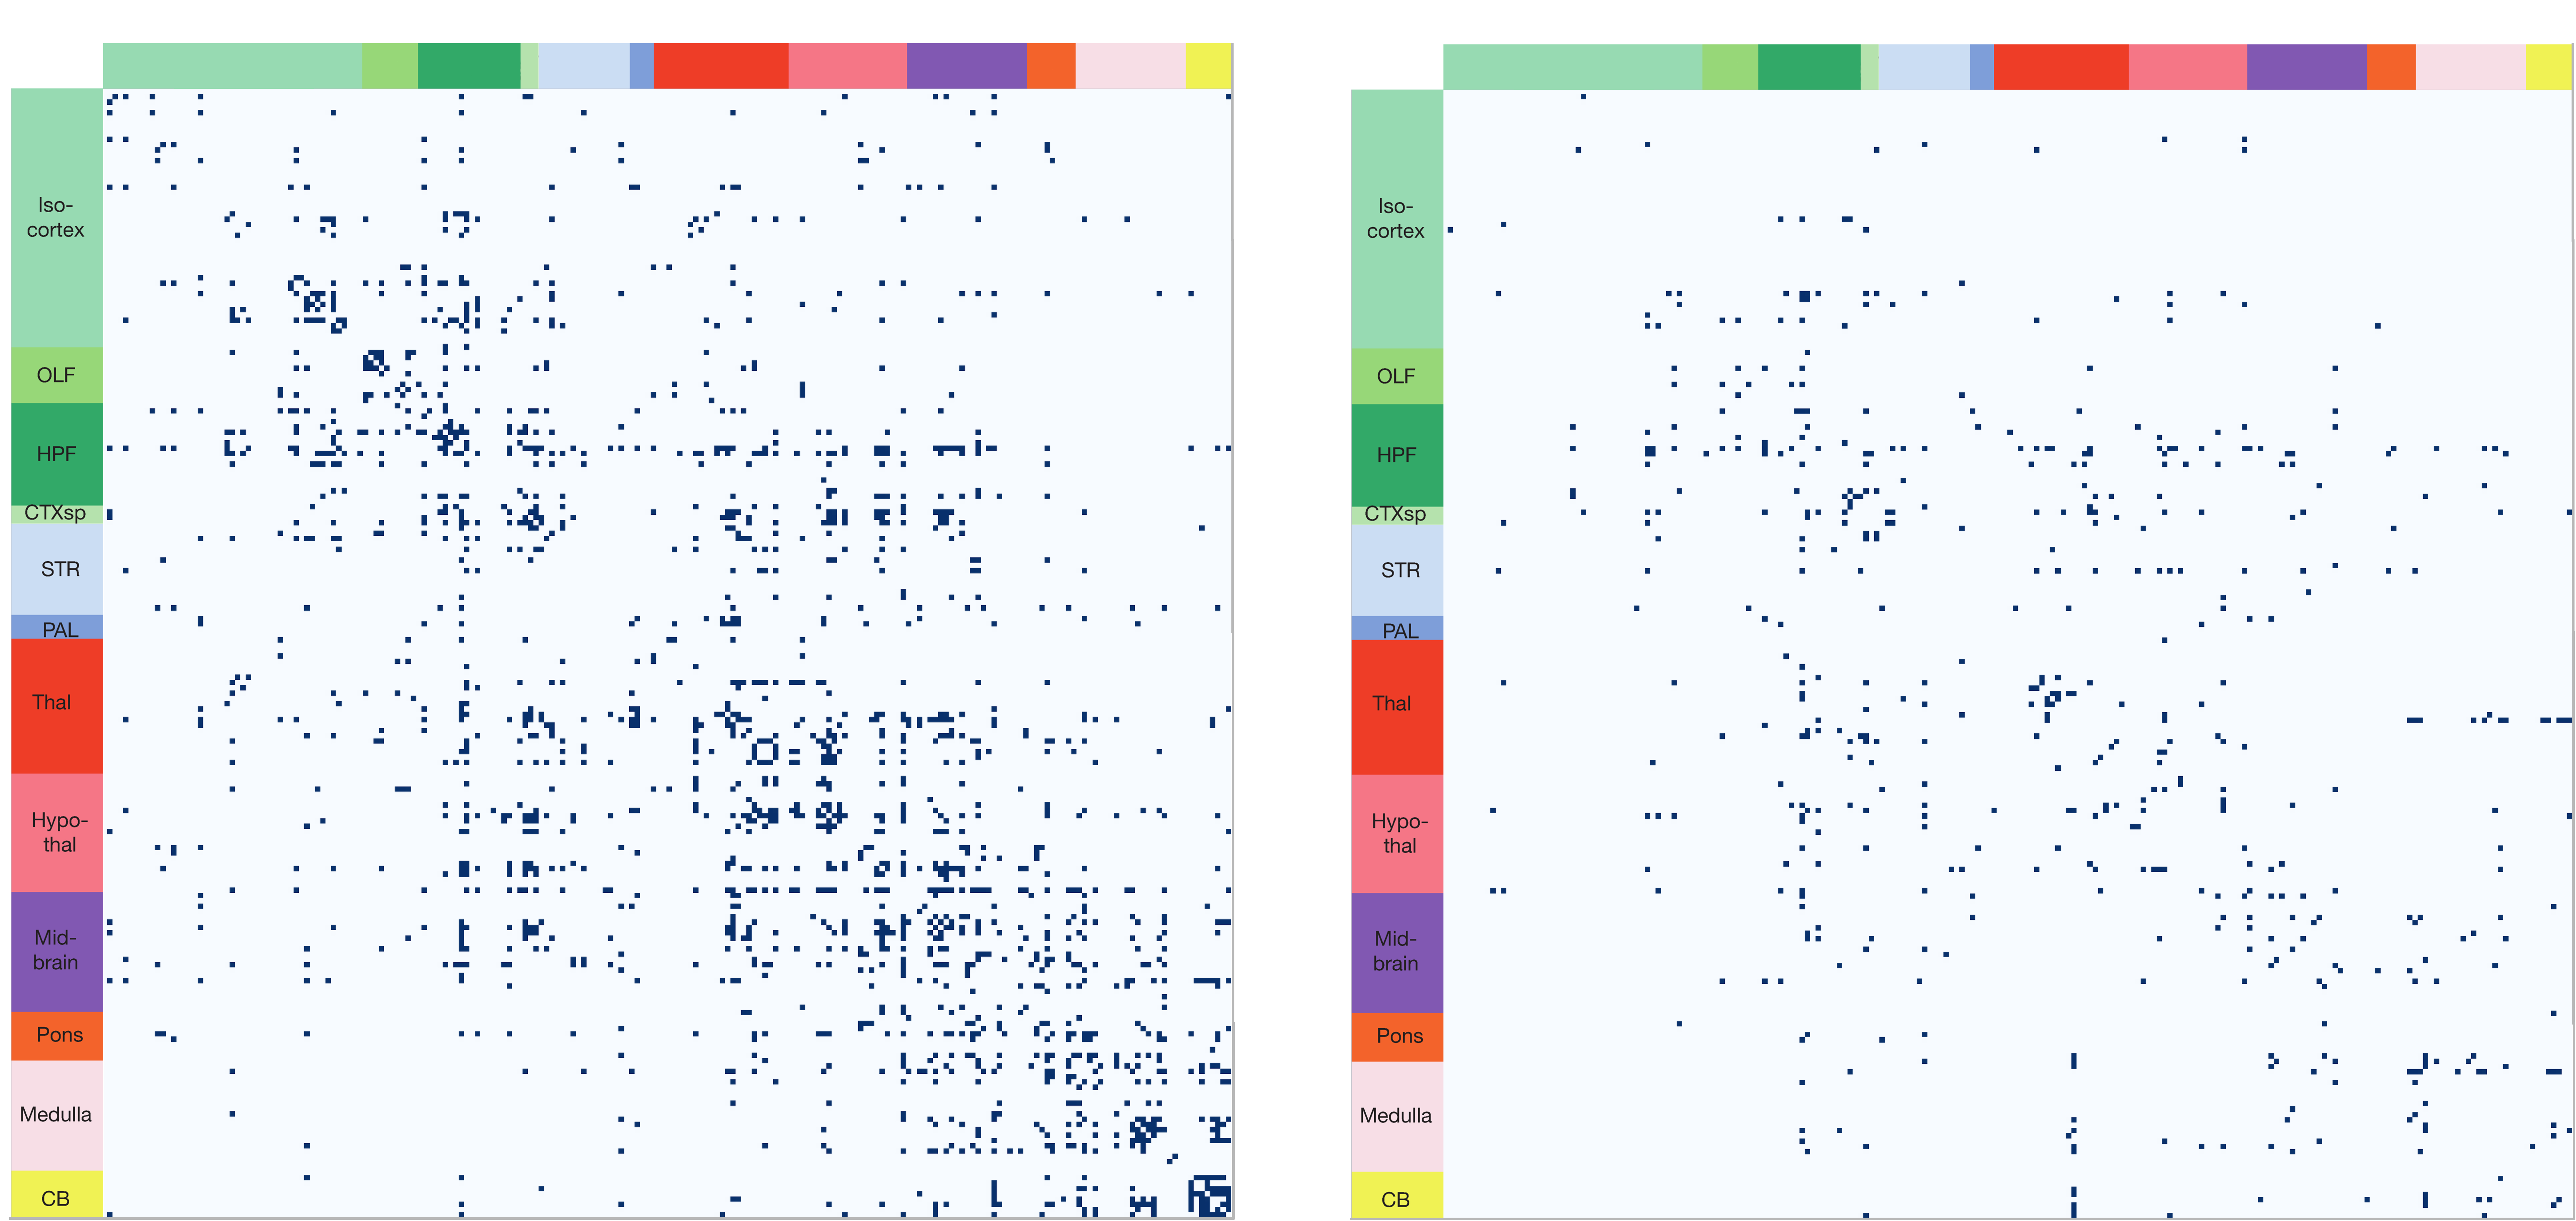 Iso-
cortex
OLF
HPF
CTXsp
STR
PAL
Thal
Hypo-
thal
Mid-
brain
Pons
Medulla
CB
Iso-
cortex
OLF
HPF
CTXsp
STR
PAL
Thal
Hypo-
thal
Mid-
brain
Pons
Medulla
CB